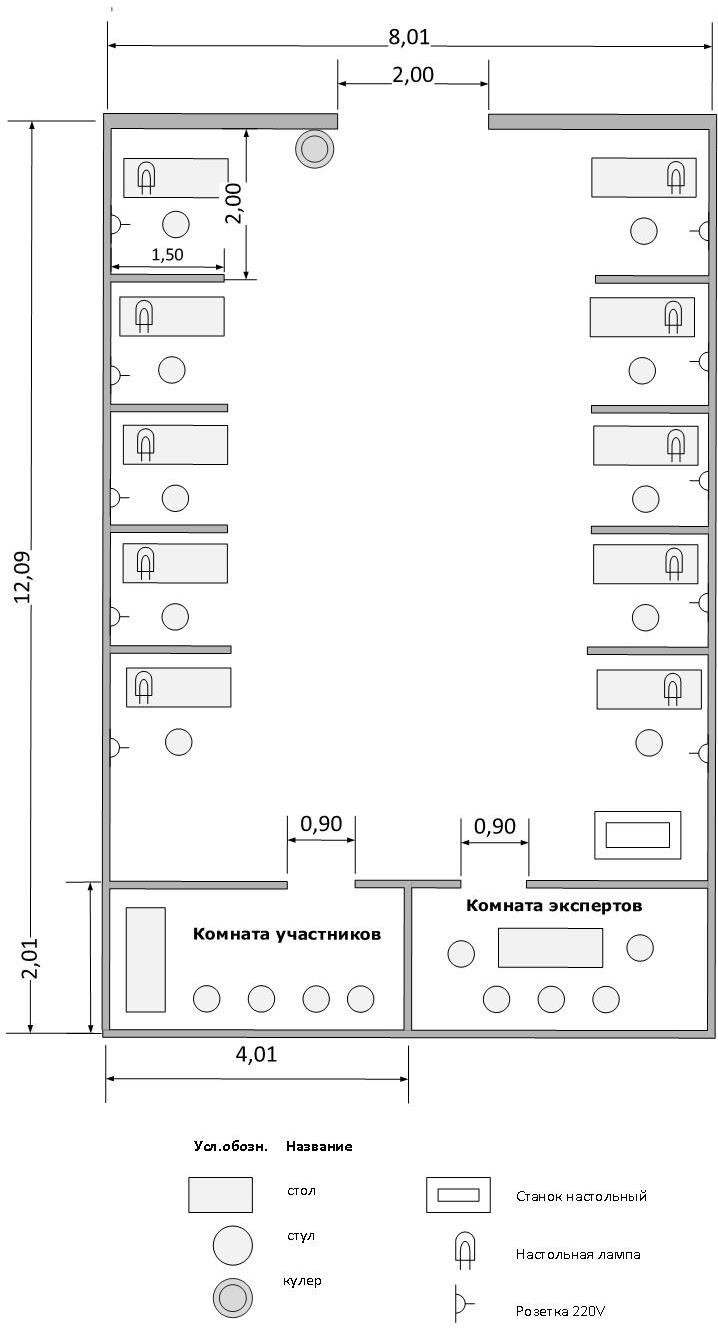 8,01
2,00
2,00
1,50
12,09
0,90
0,90
Комната экспертов
Комната участников
2,01
4,01
Усл.обозн. Название
стол
Станок настольный
стул
Настольная лампа
кулер
Розетка 220V